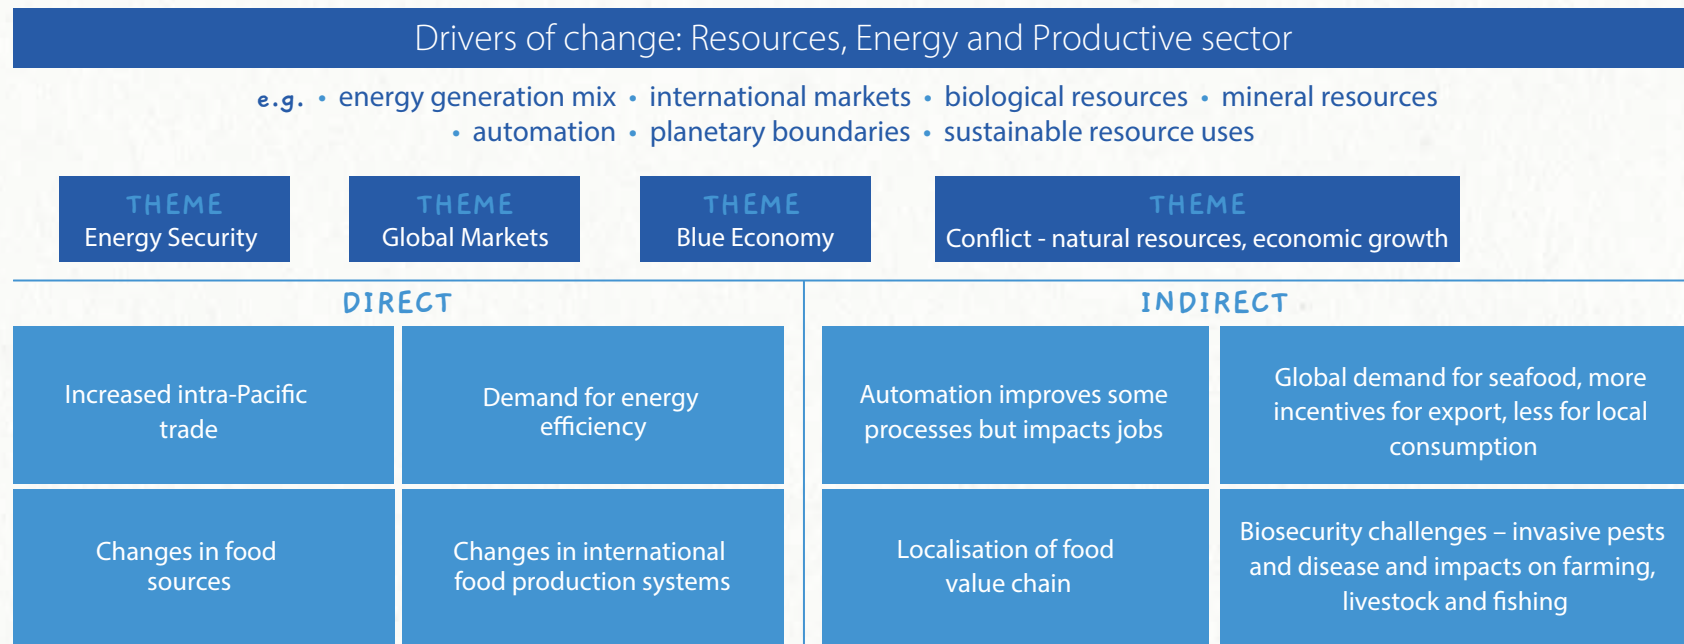 Drivers of change: Resources, Energy and Productive sector
e.g. • energy generation mix • international markets • biological resources • mineral resources
• automation • planetary boundaries • sustainable resource uses
THEME
Energy Security
THEME
Global Markets
THEME
Blue Economy
THEME
Conflict - natural resources, economic growth
DIRECT
Increased intra-Pacific
trade
Demand for energy
efficiency
Changes in food
sources
Changes in international
food production systems
INDIRECT
Automation improves some
processes but impacts jobs
Global demand for seafood, more
incentives for export, less for local
consumption
Localisation of food
value chain
Biosecurity challenges – invasive pests
and disease and impacts on farming,
livestock and fishing